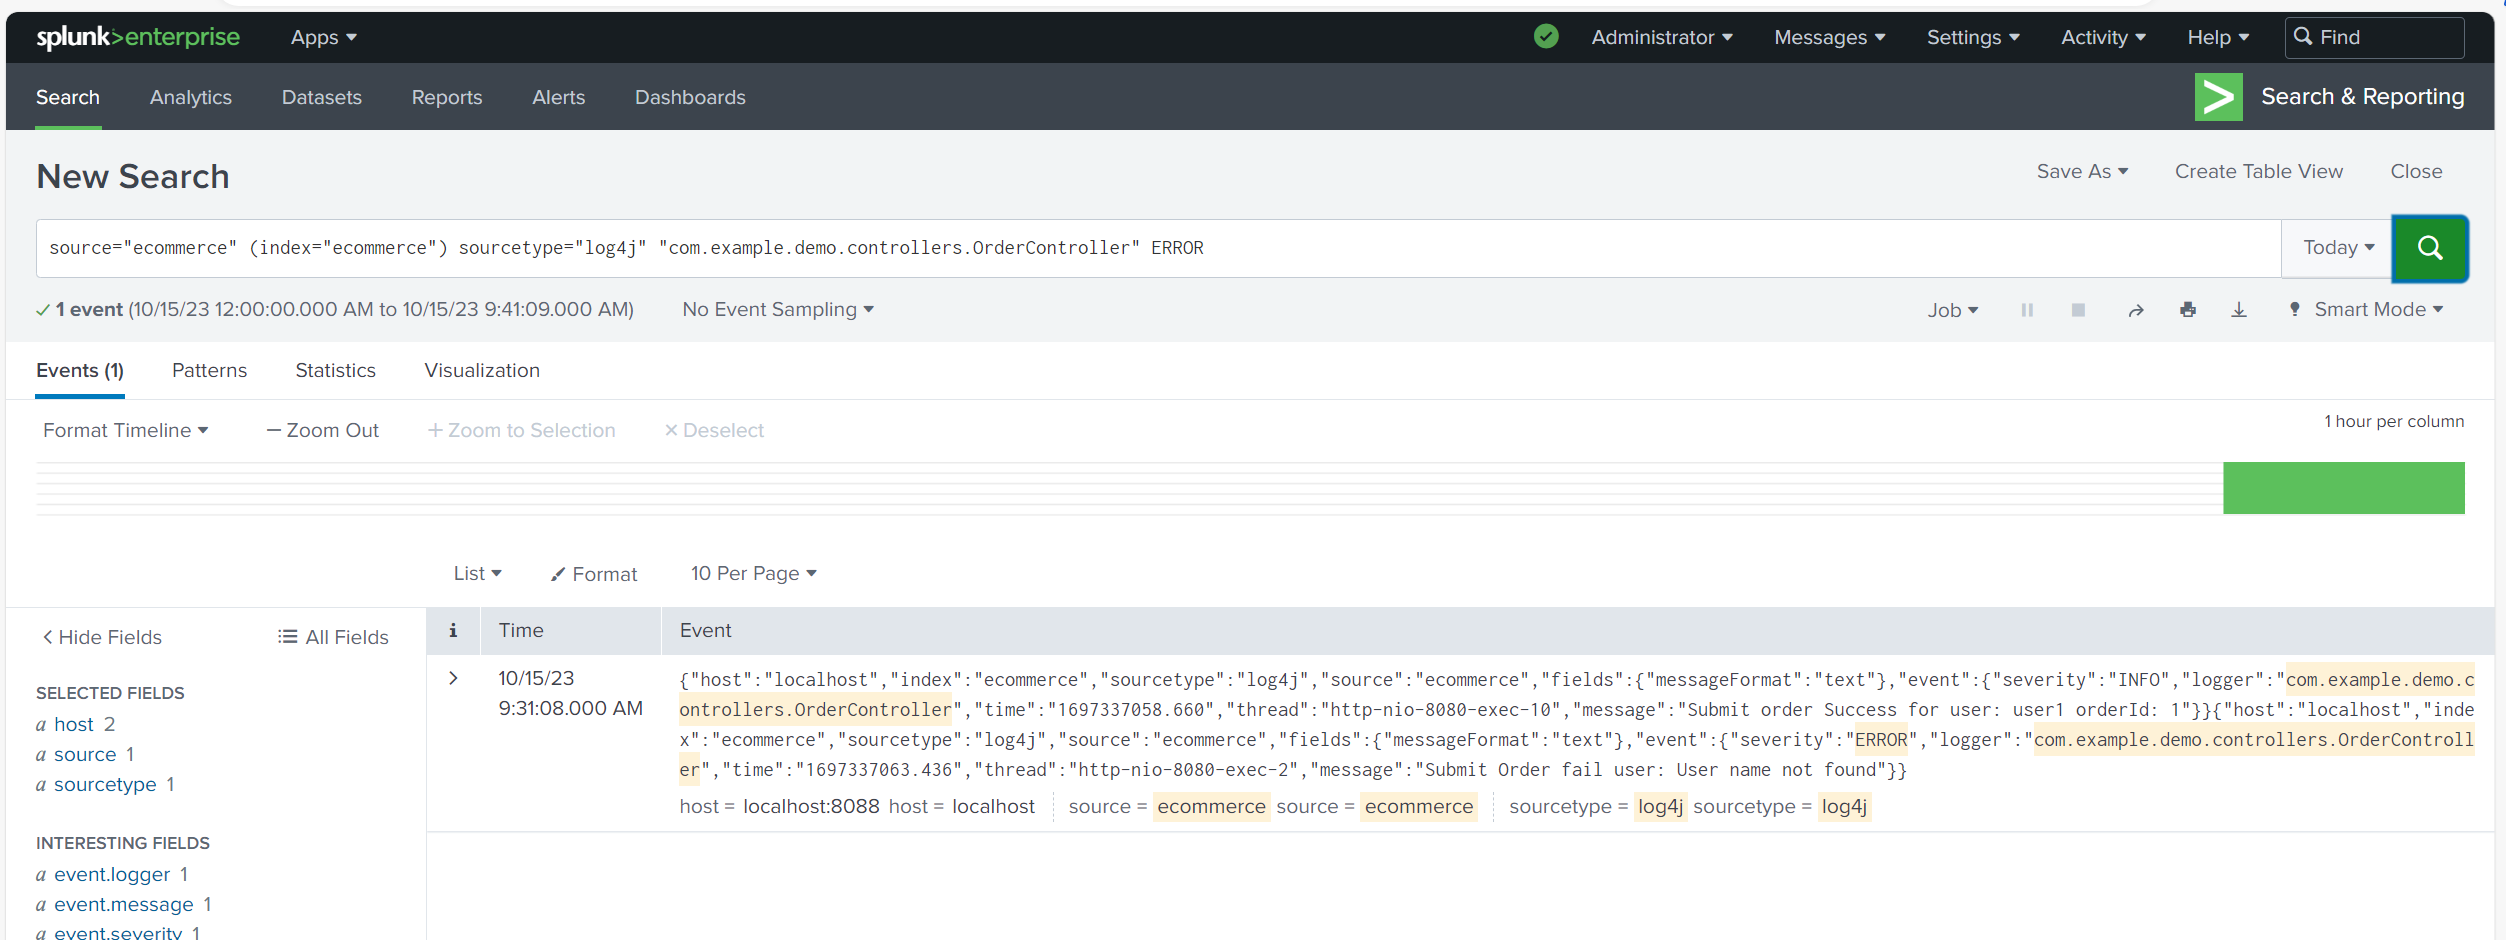 splunk>enterprise Apps Administrator Messages Settings Activity Help Find
Search Analytics Datasets Reports Alerts Dashboards Search & Reporting
New Search Save As Create Table View Close
source="ecommerce" (index="ecommerce") sourcetype="log4j" "com.example.demo.controllers.OrderController" ERROR Today
1 event (10/15/23 12:00:00.000 AM to 10/15/23 9:41:09.000 AM) No Event Sampling Job Smart Mode
Events (1) Patterns Statistics Visualization
Format Timeline — Zoom Out + Zoom to Selection × Deselect 1 hour per column
List Format 10 Per Page
< Hide Fields All Fields i Time Event
SELECTED FIELDS
a host 2
a source 1
a sourcetype 1
INTERESTING FIELDS
a event.logger 1
a event.message 1
a event.severity 1
> 10/15/23
9:31:08.000 AM
{"host":"localhost","index":"ecommerce","sourcetype":"log4j","source":"ecommerce","fields":{"messageFormat":"text"},"event":{"severity":"INFO","logger":"com.example.demo.c
ontrollers.OrderController","time":"1697337058.660","thread":"http-nio-8080-exec-10","message":"Submit order Success for user: user1 orderId: 1"}}{"host":"localhost","inde
x":"ecommerce","sourcetype":"log4j","source":"ecommerce","fields":{"messageFormat":"text"},"event":{"severity":"ERROR","logger":"com.example.demo.controllers.OrderControll
er","time":"1697337063.436","thread":"http-nio-8080-exec-2","message":"Submit Order fail user: User name not found"}}
host = localhost:8088 host = localhost source = ecommerce source = ecommerce sourcetype = log4j sourcetype = log4j